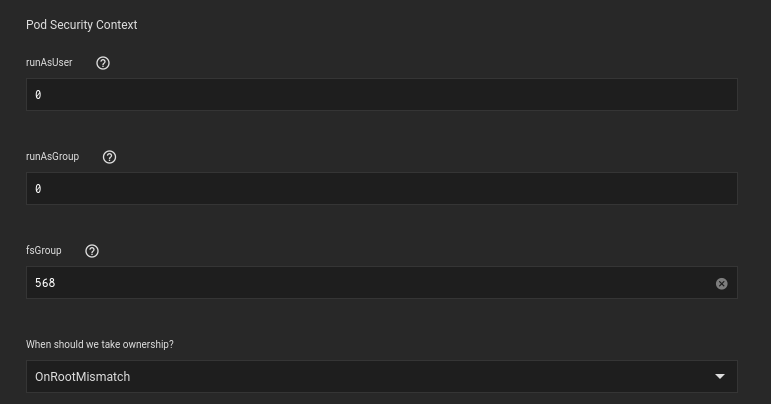 Pod Security Context
runAsUser
0
runAsGroup
0
fsGroup
568
When should we take ownership?
OnRootMismatch